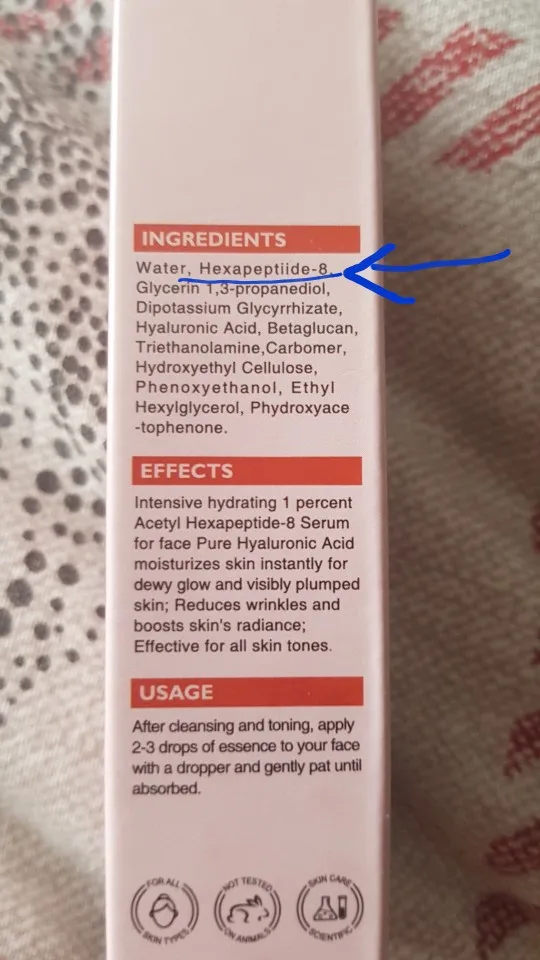 INGREDIENTS
Water, Hexapeptiide-8.
Glycerin 1,3-propanediol,
Dipotassium Glycyrrhizate,
Hyaluronic Acid, Betaglucan,
Triethanolamine,Carbomer,
Hydroxyethyl Cellulose,
Phenoxyethanol, Ethyl
Hexylglycerol, Phydroxyace
-tophenone.
EFFECTS
Intensive hydrating 1 percent
Acetyl Hexapeptide-8 Serum
for face Pure Hyaluronic Acid
moisturizes skin instantly for
dewy glow and visibly plumped
skin; Reduces wrinkles and
boosts skin's radiance;
Effective for all skin tones.
USAGE
After cleansing and toning, apply
2-3 drops of essence to your face
with a dropper and gently pat until
absorbed.
FOR ALL
SKIN TYPES
NOT TESTED
ON ANIMALS
SKIN CARE
SCIENTIFIC